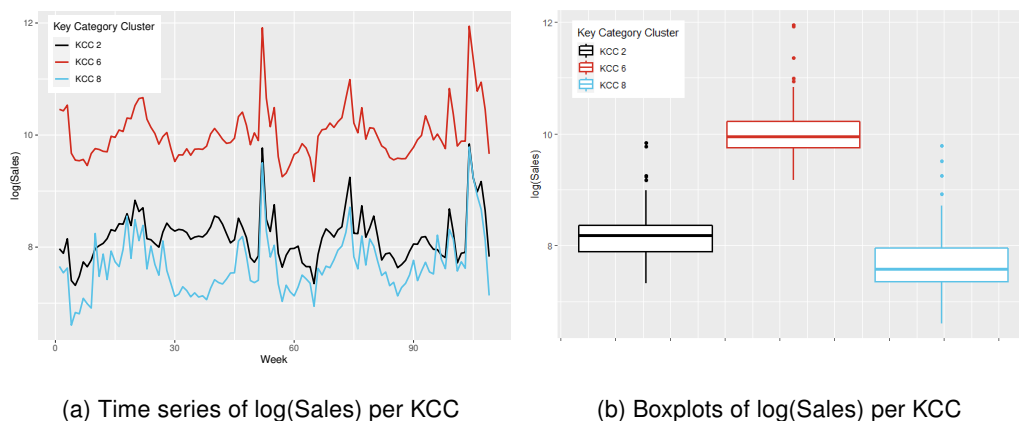 12
10
8
log(Sales)
Key Category Cluster
KCC 2
KCC 6
KCC 8
0
30
60
90
Week
(a) Time series of log(Sales) per KCC
12
10
8
log(Sales)
Key Category Cluster
KCC 2
KCC 6
KCC 8
(b) Boxplots of log(Sales) per KCC